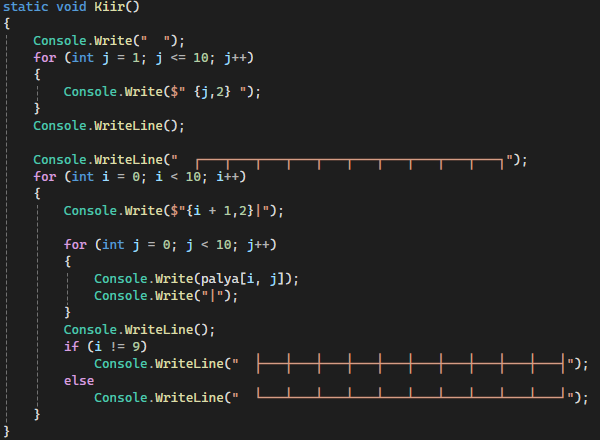 static void Kiir()
{
    Console.Write("  ");
    for (int j = 1; j <= 10; j++)
    {
        Console.Write($" {j,2} ");
    }
    Console.WriteLine();

    Console.WriteLine("  ┌───┬───┬───┬───┬───┬───┬───┬───┬───┬───┐");
    for (int i = 0; i < 10; i++)
    {
        Console.Write($"{i + 1,2}|");

        for (int j = 0; j < 10; j++)
        {
            Console.Write(palya[i, j]);
            Console.Write("|");
        }
        Console.WriteLine();
        if (i != 9)
            Console.WriteLine("  ├───┼───┼───┼───┼───┼───┼───┼───┼───┼───┤");
        else
            Console.WriteLine("  └───┴───┴───┴───┴───┴───┴───┴───┴───┴───┘");
    }
}